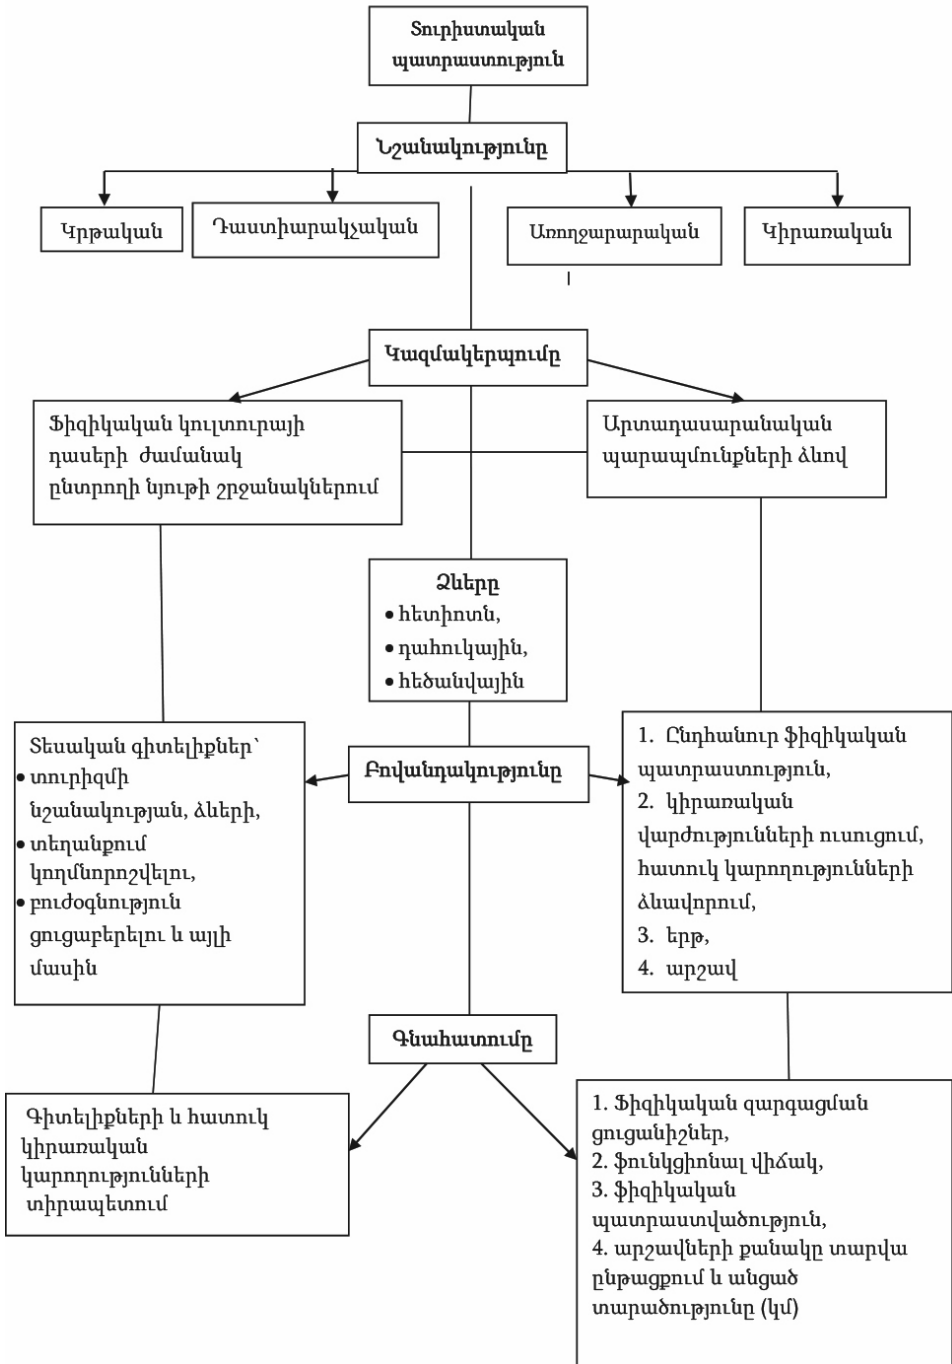 Տուրիստական
պատրաստություն
Նշանակությունը
Կրթական
Դաստիարակչական
Առողջարարական
Կիրառական
Կազմակերպումը
Ֆիզիկական կուլտուրայի
դասերի ժամանակ
ընտրողի նյութի շրջանակներում
Արտադասարանական
պարապմունքների ձևով
Ձևերը
• հետիոտն,
• դահուկային,
• հեծանվային
Բովանդակությունը
Տեսական գիտելիքներ՝
• տուրիզմի
նշանակության, ձևերի,
• տեղանքում
կողմնորոշվելու,
• բուժօգնություն
ցուցաբերելու և այլի
մասին
1. Ընդհանուր ֆիզիկական
պատրաստություն,
2. կիրառական
վարժությունների ուսուցում,
հատուկ կարողությունների
ձևավորում,
3. երթ,
4. արշավ
Գնահատումը
Գիտելիքների և հատուկ
կիրառական
կարողությունների
տիրապետում
1. Ֆիզիկական զարգացման
ցուցանիշներ,
2. ֆունկցիոնալ վիճակ,
3. ֆիզիկական
պատրաստվածություն,
4. արշավների քանակը տարվա
ընթացքում և անցած
տարածությունը (կմ)